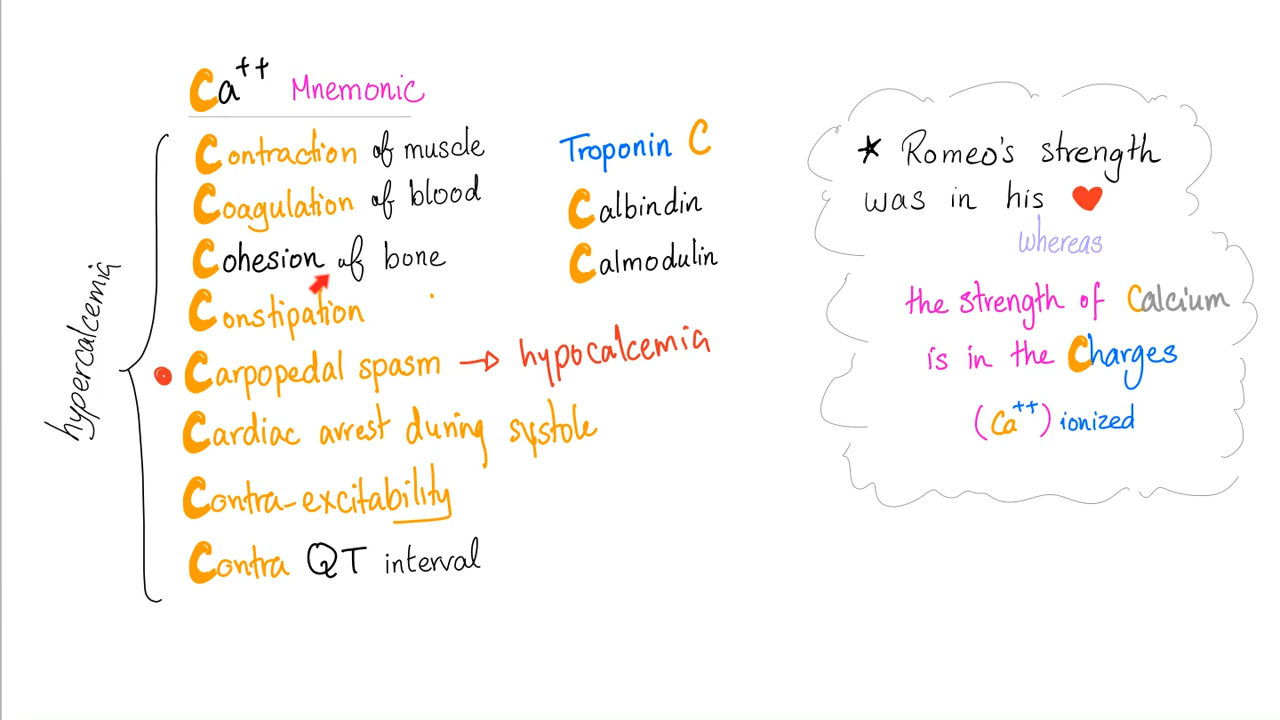 Ca++ Mnemonic
Contraction of muscle
Coagulation of blood
Cohesion of bone
Constipation
Carpopedal spasm → hypocalcemia
Cardiac arrest during systole
Contra-excitability
Contra QT interval
hypercalcemia
Troponin C
Calbindin
Calmodulin
* Romeo's strength
was in his ❤
whereas
the strength of Calcium
is in the Charges
(Ca++) ionized